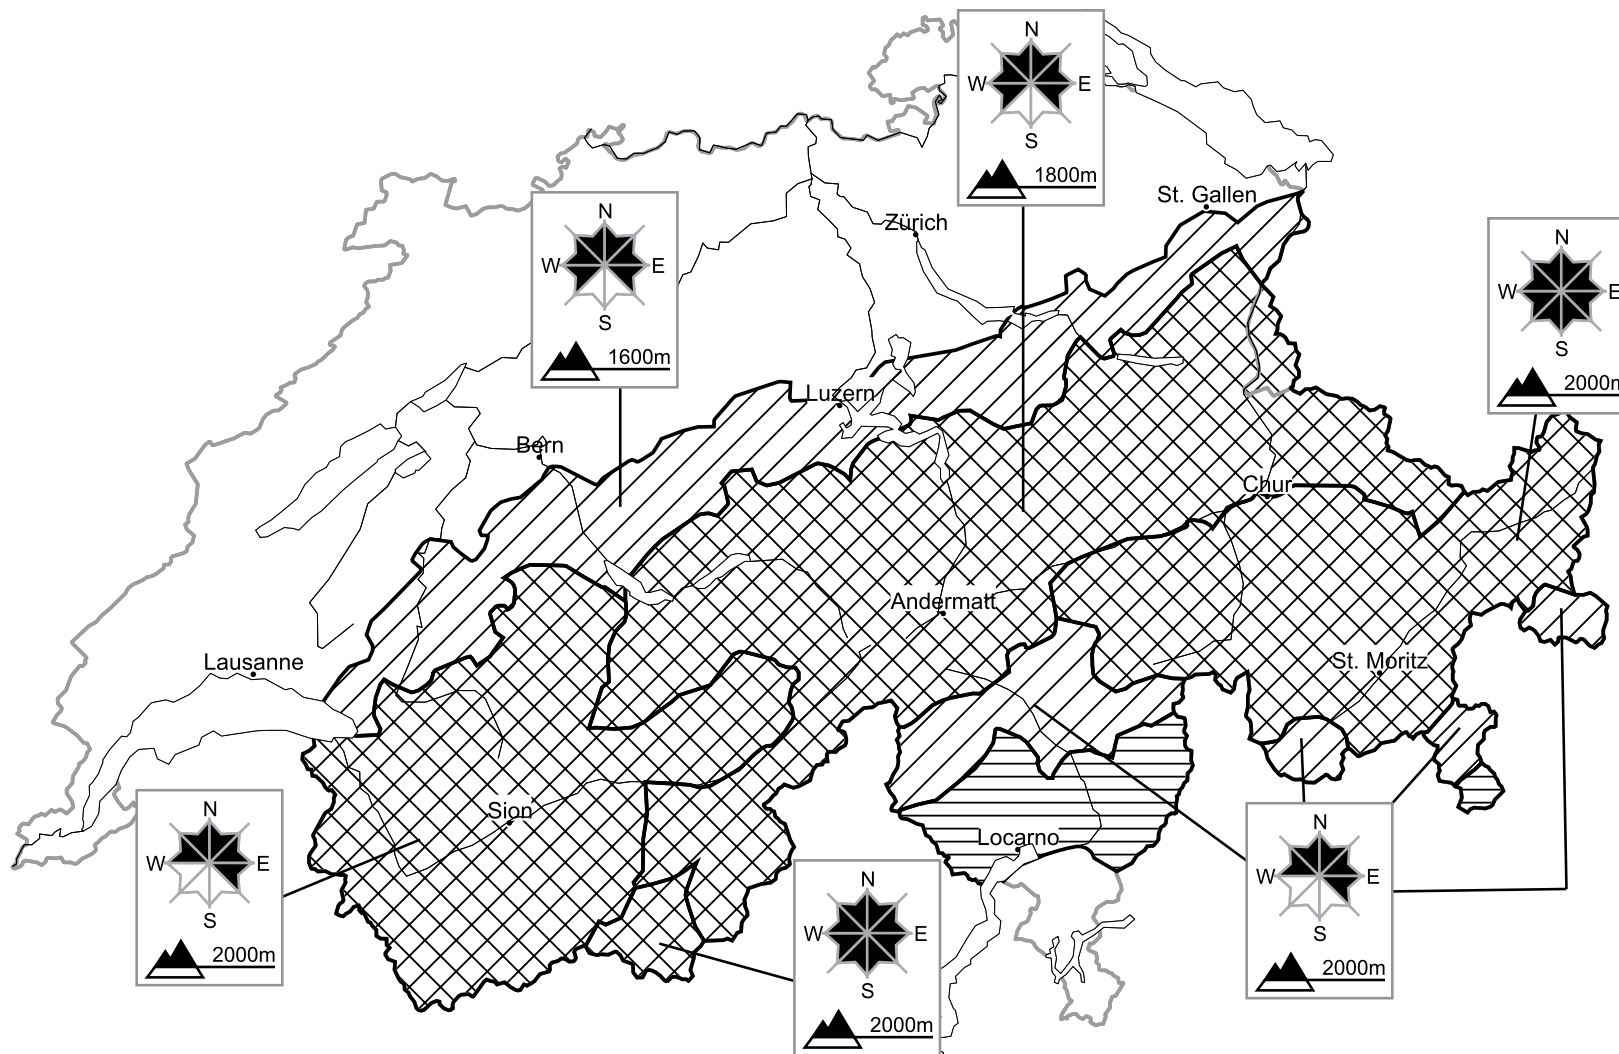 N
W E
S
1800m
St. Gallen
Zürich
N
W E
S
1600m
N
W E
S
2000m
Luzern
Bern
Chur
Andermatt
Lausanne
St. Moritz
Sion
Locarno
N
W E
S
2000m
N
W E
S
2000m
N
W E
S
2000m